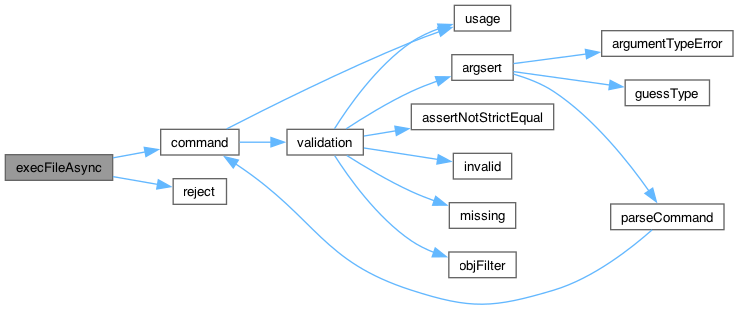 execFileAsync
command
reject
validation
usage
argsert
assertNotStrictEqual
invalid
missing
objFilter
argumentTypeError
guessType
parseCommand